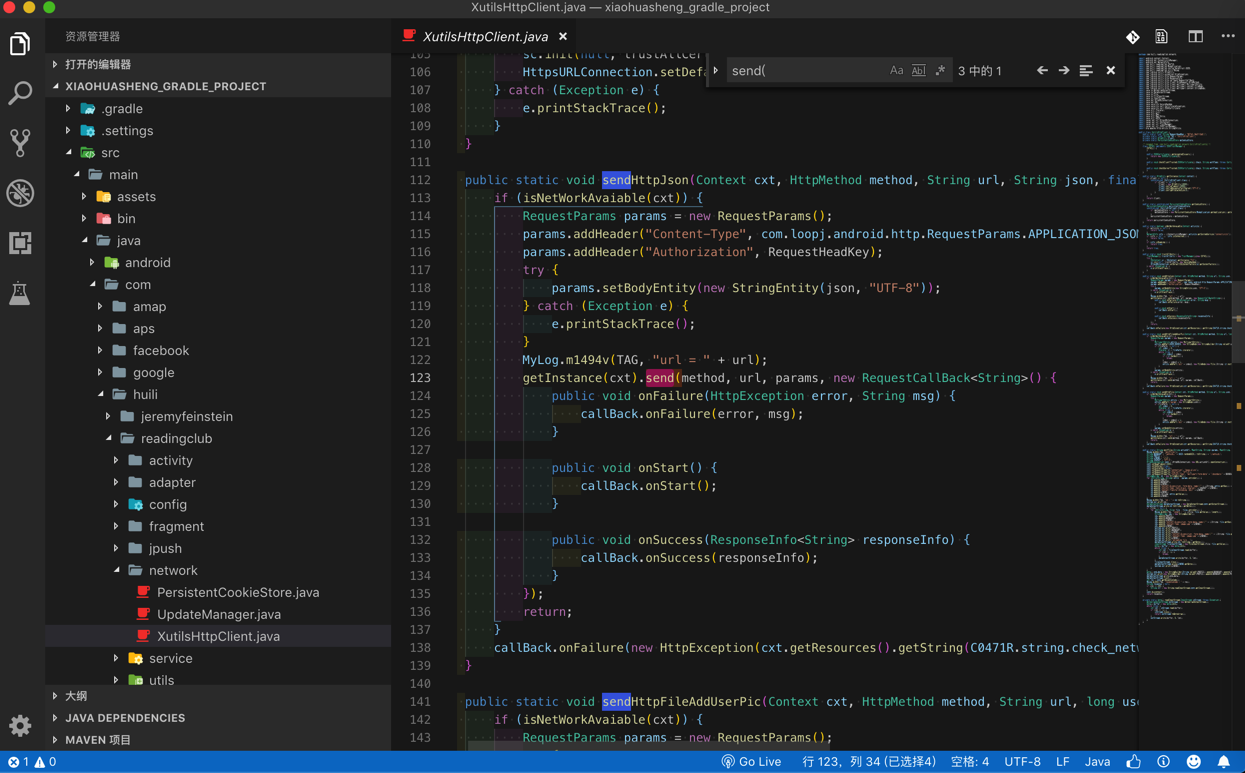 XutilsHttpClient.java — xiaohuasheng_gradle_project
资源管理器
打开的编辑器
XIAOHUASHENG_GRADLE_PROJECT
.gradle
.settings
src
main
assets
bin
java
android
com
amap
aps
facebook
google
huili
jeremyfeinstein
readingclub
activity
adapter
config
fragment
jpush
network
PersistentCookieStore.java
UpdateManager.java
XutilsHttpClient.java
service
utils
大纲
JAVA DEPENDENCIES
MAVEN 项目
XutilsHttpClient.java
send(
Aa Abl .*
3 中的 1
105 sc.init(null, trustAllCer
106 HttpsURLConnection.setDefa
107 } catch (Exception e) {
108 e.printStackTrace();
109 }
110 }
111
112 public static void sendHttpJson(Context cxt, HttpMethod method, String url, String json, fina
113 if (isNetWorkAvaiable(cxt)) {
114 RequestParams params = new RequestParams();
115 params.addHeader("Content-Type", com.loopj.android.http.RequestParams.APPLICATION_JSON
116 params.addHeader("Authorization", RequestHeadKey);
117 try {
118 params.setBodyEntity(new StringEntity(json, "UTF-8"));
119 } catch (Exception e) {
120 e.printStackTrace();
121 }
122 MyLog.m1494v(TAG, "url = " + url);
123 getInstance(cxt).send(method, url, params, new RequestCallBack<String>() {
124 public void onFailure(HttpException error, String msg) {
125 callBack.onFailure(error, msg);
126 }
127
128 public void onStart() {
129 callBack.onStart();
130 }
131
132 public void onSuccess(ResponseInfo<String> responseInfo) {
133 callBack.onSuccess(responseInfo);
134 }
135 });
136 return;
137 }
138 callBack.onFailure(new HttpException(cxt.getResources().getString(C0471R.string.check_netw
139 }
140
141 public static void sendHttpFileAddUserPic(Context cxt, HttpMethod method, String url, long use
142 if (isNetWorkAvaiable(cxt)) {
143 RequestParams params = new RequestParams();
1 0 Go Live 行 123，列 34 (已选择4) 空格: 4 UTF-8 LF Java